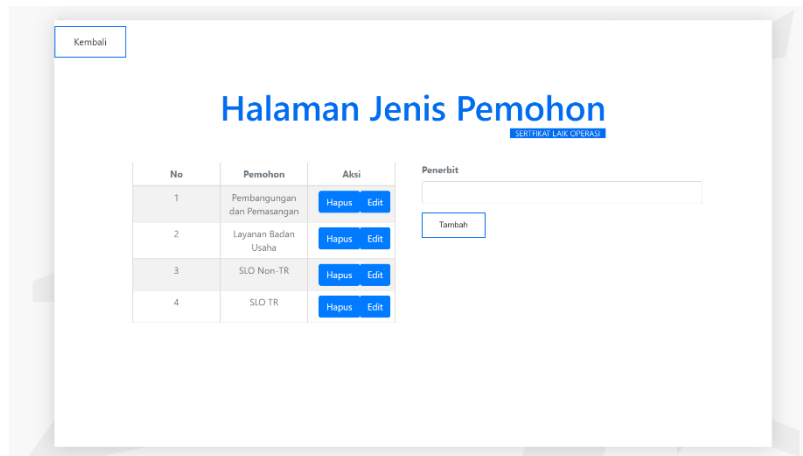 Kembali
Halaman Jenis Pemohon
SERTFIKAT LAIK OPERASI
No Pemohon Aksi
1 Pembangungan dan Pemasangan Hapus Edit
2 Layanan Badan Usaha Hapus Edit
3 SLO Non-TR Hapus Edit
4 SLO TR Hapus Edit
Penerbit
Tambah